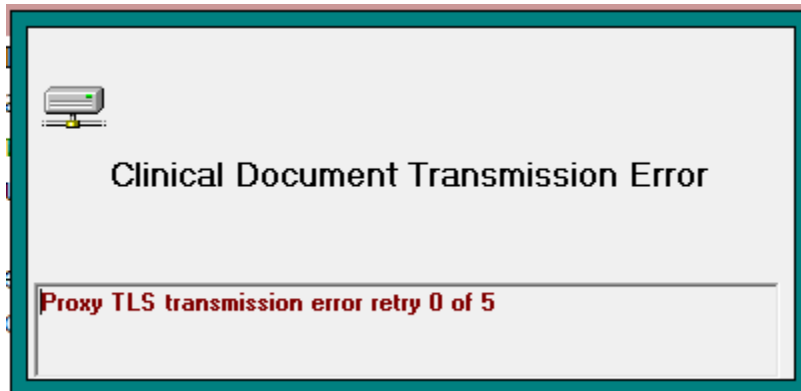 Clinical Document Transmission Error
Proxy TLS transmission error retry 0 of 5